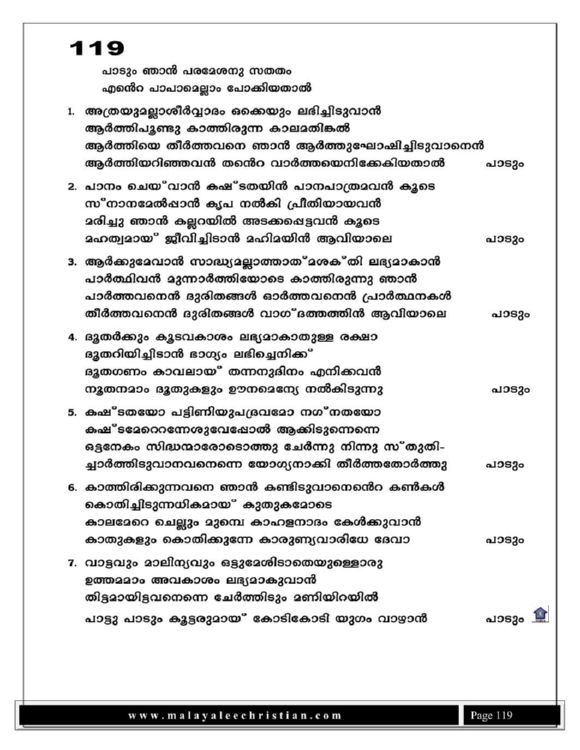 119
പാടും ഞാൻ പരമേശനു സതതം
എന്റെ പാപാമെല്ലാം പോക്കിയതാൽ
1. അത്രയുമല്ലാശീർവ്വാദം ഒക്കെയും ലഭിച്ചിടുവാൻ
ആർത്തിപൂണ്ടു കാത്തിരുന്ന കാലമതിങ്കൽ
ആർത്തിയെ തീർത്തവനെ ഞാൻ ആർത്തുഘോഷിച്ചിടുവാനെൻ
ആർത്തിയറിഞ്ഞവൻ തന്റെ വാർത്തയെനിക്കേകിയതാൽ പാടും
2. പാനം ചെയ്‌വാൻ കഷ്ടതയിൻ പാനപാത്രമവൻ കൂടെ
സ്നാനമേൽപ്പാൻ കൃപ നൽകി പ്രീതിയായവൻ
മരിച്ചു ഞാൻ കല്ലറയിൽ അടക്കപ്പെട്ടവൻ കൂടെ
മഹത്വമായ് ജീവിച്ചിടാൻ മഹിമയിൻ ആവിയാലെ പാടും
3. ആർക്കുമേവാൻ സാദ്ധ്യമല്ലാത്താത്മശക്തി ലഭ്യമാകാൻ
പാർത്ഥിവൻ മുന്നാർത്തിയോടെ കാത്തിരുന്നു ഞാൻ
പാർത്തവനെൻ ദുരിതങ്ങൾ ഓർത്തവനെൻ പ്രാർത്ഥനകൾ
തീർത്തവനെൻ ദുരിതങ്ങൾ വാഗ്ദത്തത്തിൻ ആവിയാലെ പാടും
4. ദൂതർക്കും കൂടവകാശം ലഭ്യമാകാതുള്ള രക്ഷാ
ദൂതറിയിച്ചിടാൻ ഭാഗ്യം ലഭിച്ചെനിക്ക്
ദൂതഗണം കാവലായ് തന്നനുദിനം എനിക്കവൻ
നൂതനമാം ദൂതുകളും ഊനമെന്യേ നൽകിടുന്നു പാടും
5. കഷ്ടതയോ പട്ടിണിയുപദ്രവമോ നഗ്നതയോ
കഷ്ടമേറെറന്നേശുവേപ്പോൽ ആക്കിടുന്നെന്നെ
ഒട്ടനേകം സിദ്ധന്മാരോടൊത്തു ചേർന്നു നിന്നു സ്തുതി-
ച്ചാർത്തിടുവാനവനെന്നെ യോഗ്യനാക്കി തീർത്തതോർത്തു പാടും
6. കാത്തിരിക്കുന്നവനെ ഞാൻ കണ്ടിടുവാനെന്റെ കൺകൾ
കൊതിച്ചീടുന്നധികമായ് കുതുകമോടെ
കാലമേറെ ചെല്ലും മുമ്പെ കാഹളനാദം കേൾക്കുവാൻ
കാതുകളും കൊതിക്കുന്നേ കാരുണ്യവാരിധേ ദേവാ പാടും
7. വാട്ടവും മാലിന്യവും ഒട്ടുമേശിടാതെയുള്ളൊരു
ഉത്തമമാം അവകാശം ലഭ്യമാകുവാൻ
തിട്ടമായിട്ടവനെന്നെ ചേർത്തിടും മണിയിറയിൽ
പാട്ടു പാടും കൂട്ടരുമായ് കോടികോടി യുഗം വാഴാൻ പാടും
www.malayaleechristian.com Page 119